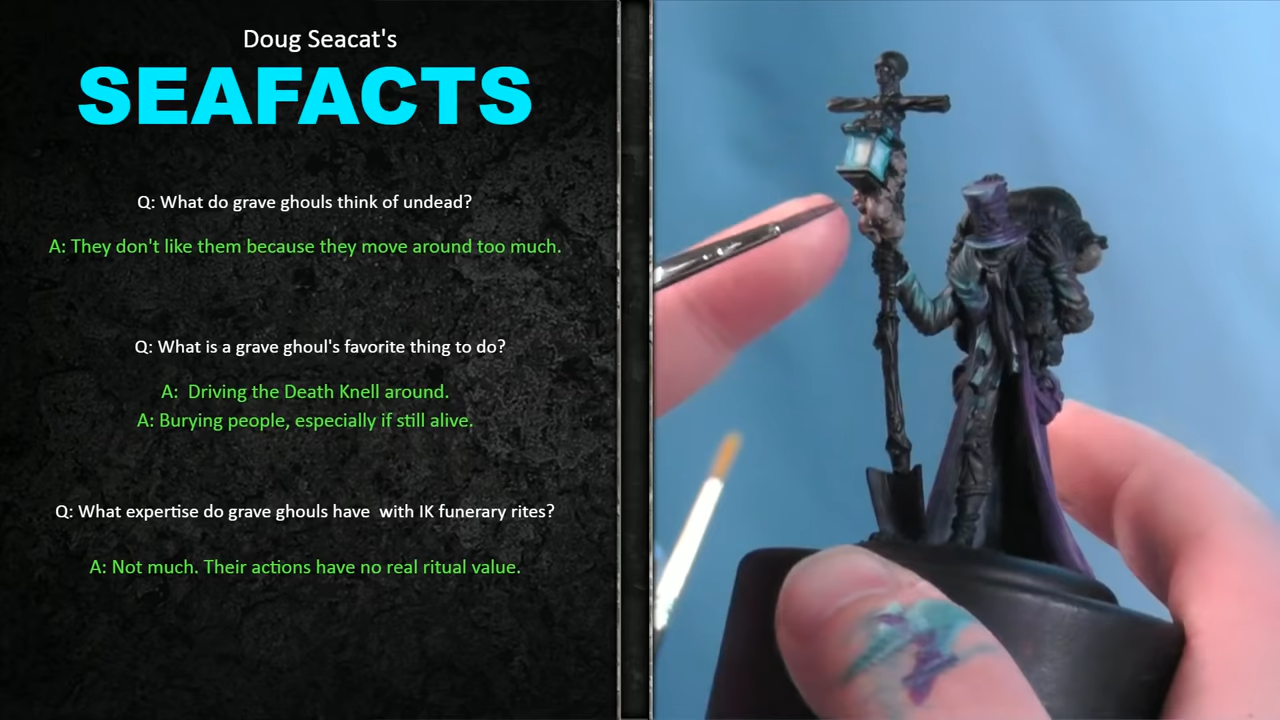 Doug Seacat's
SEAFACTS
Q: What do grave ghouls think of undead?
A: They don't like them because they move around too much.
Q: What is a grave ghoul's favorite thing to do?
A: Driving the Death Knell around.
A: Burying people, especially if still alive.
Q: What expertise do grave ghouls have with IK funerary rites?
A: Not much. Their actions have no real ritual value.